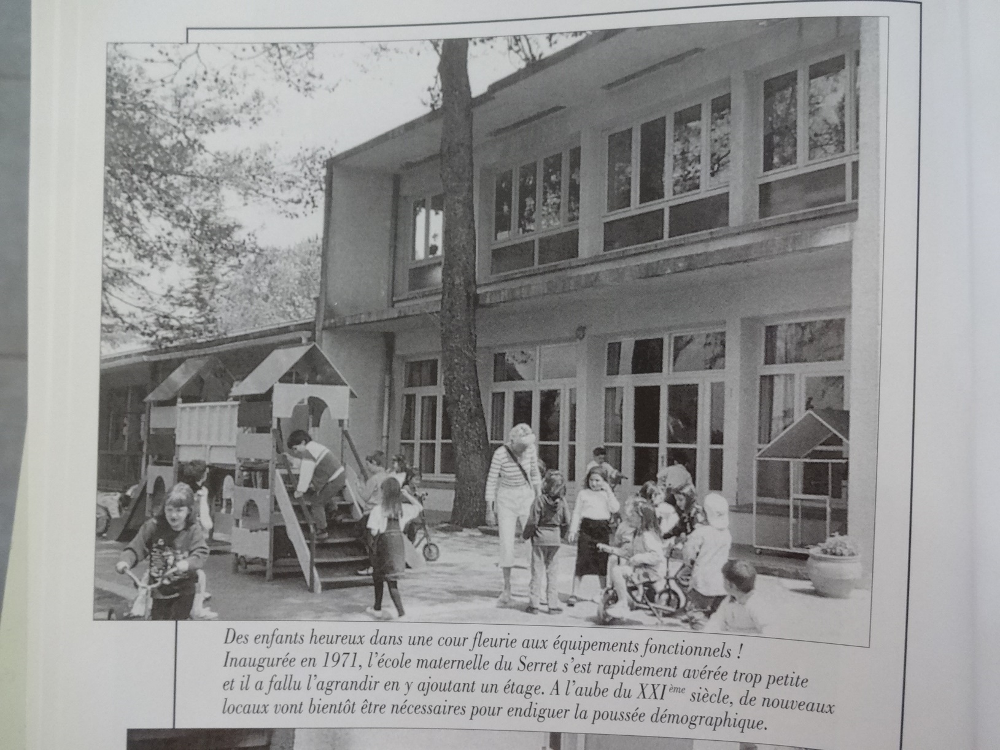 Des enfants heureux dans une cour fleurie aux équipements fonctionnels !
Inaugurée en 1971, l'école maternelle du Serret s'est rapidement avérée trop petite
et il a fallu l'agrandir en y ajoutant un étage. A l'aube du XXIème siècle, de nouveaux
locaux vont bientôt être nécessaires pour endiguer la poussée démographique.